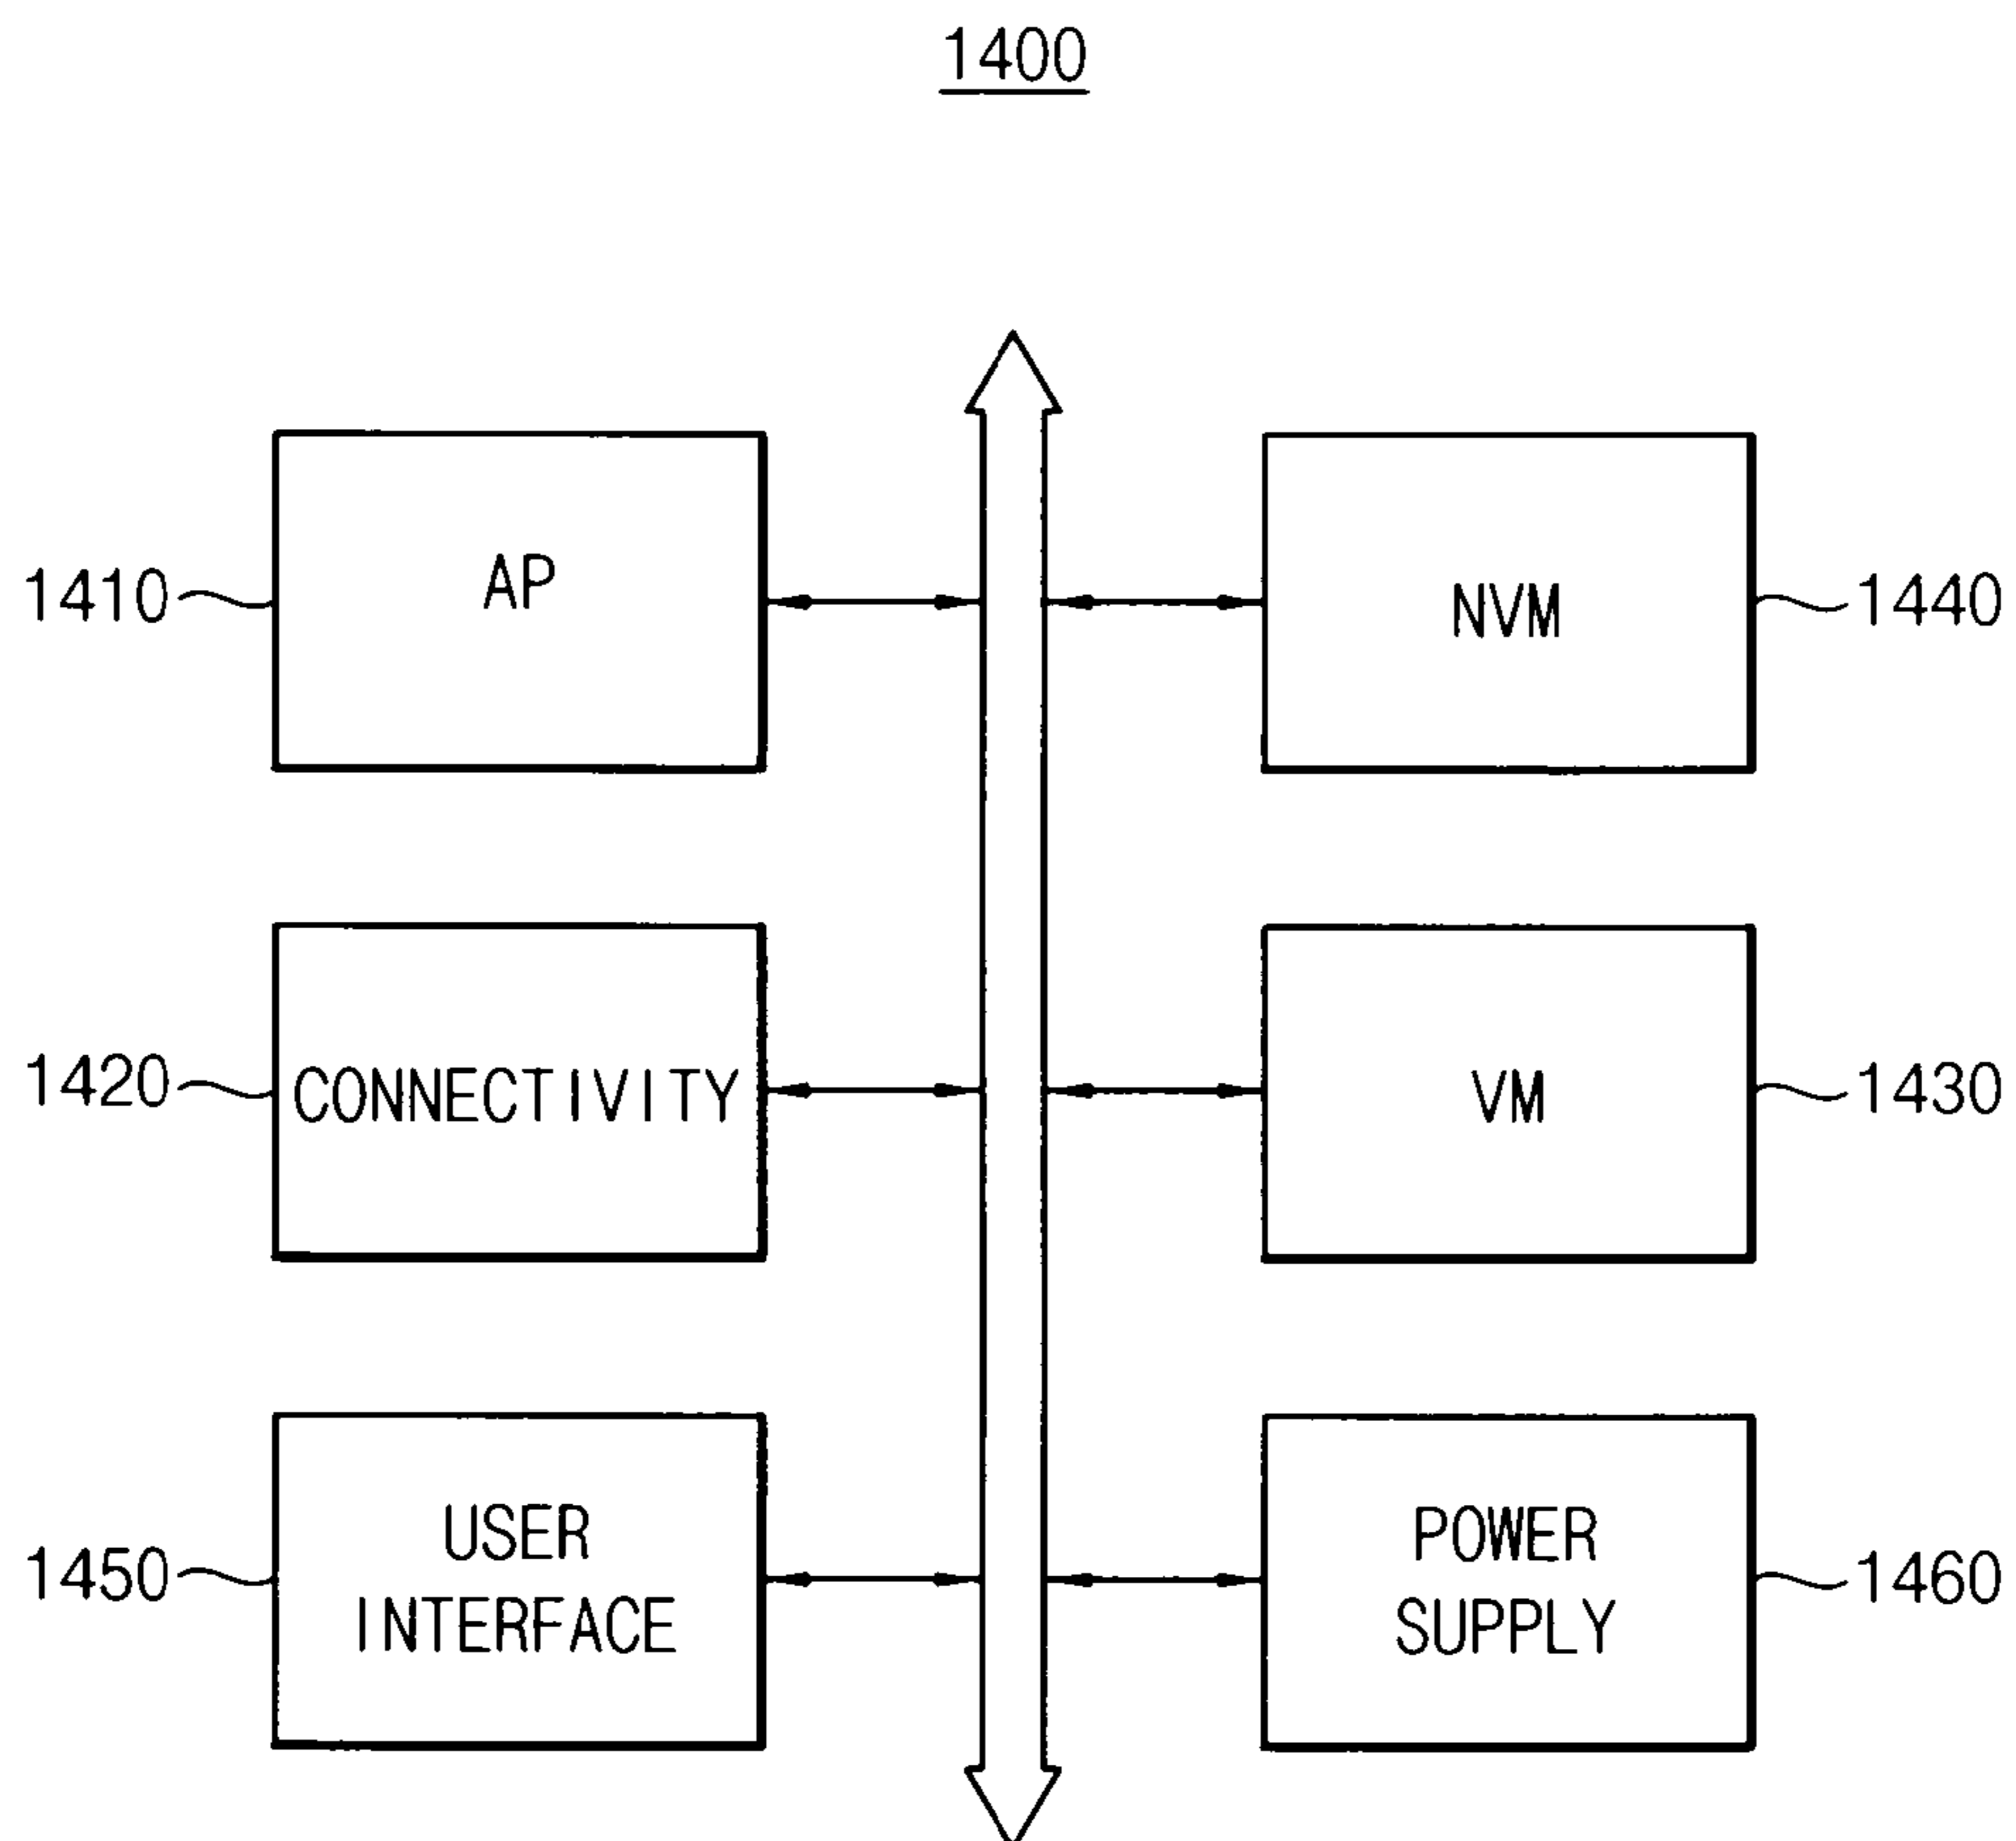 1400
1410
AP
NVM
1440
1420
CONNECTIVITY
VM
1430
1450
USER
INTERFACE
POWER
SUPPLY
1460